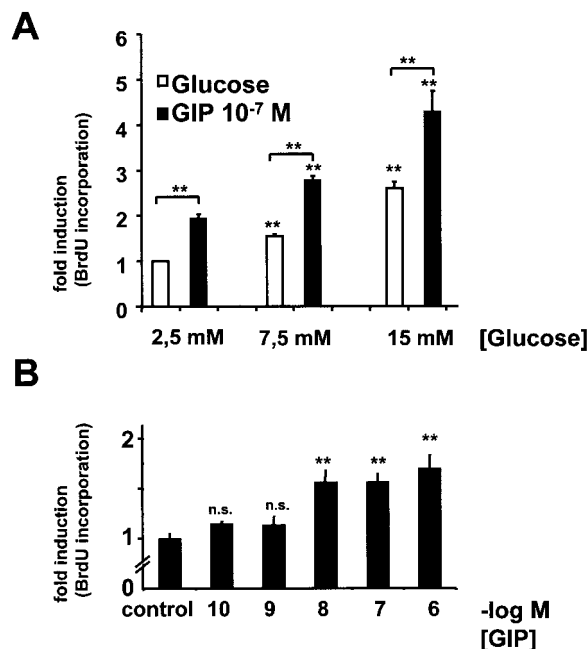 A
6
5
4
3
2
1
0
fold induction
(BrdU incorporation)
Glucose
GIP 10⁻⁷ M
**
**
**
**
**
**
**
2,5 mM 7,5 mM 15 mM [Glucose]
B
2
1
0
fold induction
(BrdU incorporation)
n.s.
n.s.
**
**
**
control 10 9 8 7 6 -log M
[GIP]